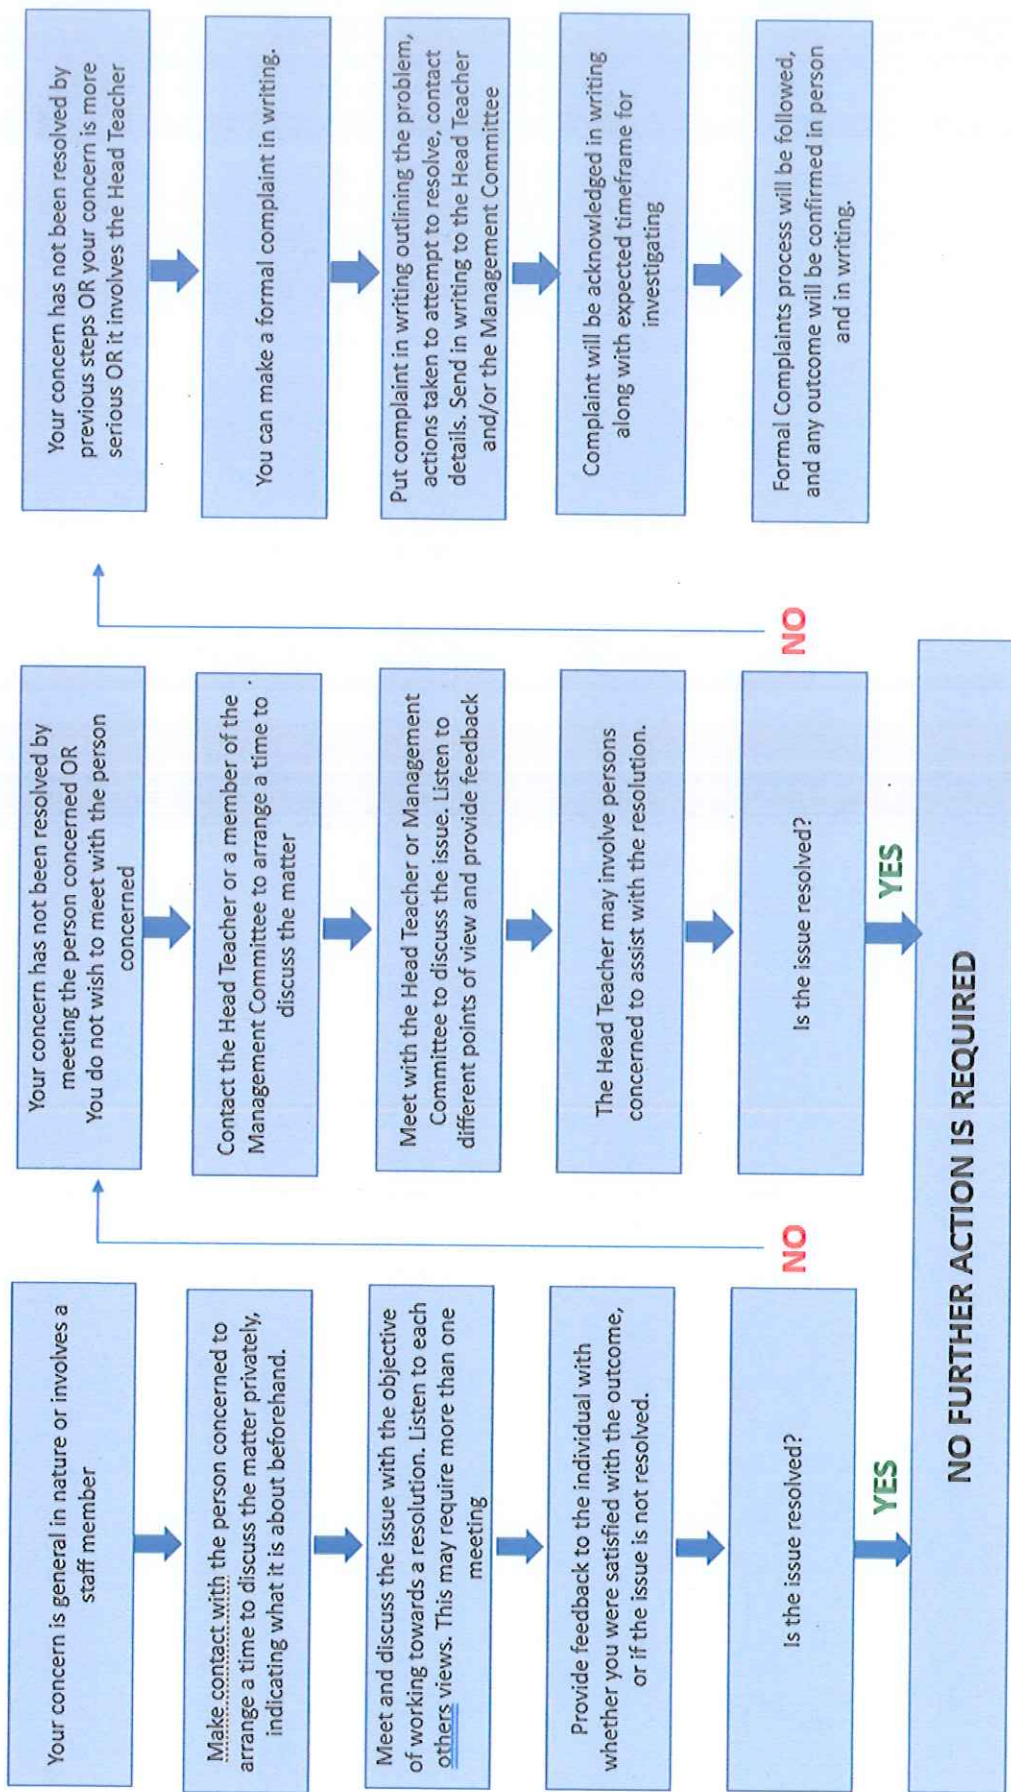 Your concern is general in nature or involves a
staff member
Make contact with the person concerned to
arrange a time to discuss the matter privately,
indicating what it is about beforehand.
Meet and discuss the issue with the objective
of working towards a resolution. Listen to each
others views. This may require more than one
meeting
Provide feedback to the individual with
whether you were satisfied with the outcome,
or if the issue is not resolved.
Is the issue resolved?
NO
YES
Your concern has not been resolved by
meeting the person concerned OR
You do not wish to meet with the person
concerned
Contact the Head Teacher or a member of the
Management Committee to arrange a time to
discuss the matter
Meet with the Head Teacher or Management
Committee to discuss the issue. Listen to
different points of view and provide feedback
The Head Teacher may involve persons
concerned to assist with the resolution.
Is the issue resolved?
NO
YES
Your concern has not been resolved by
previous steps OR your concern is more
serious OR it involves the Head Teacher
You can make a formal complaint in writing.
Put complaint in writing outlining the problem,
actions taken to attempt to resolve, contact
details. Send in writing to the Head Teacher
and/or the Management Committee
Complaint will be acknowledged in writing
along with expected timeframe for
investigating
Formal Complaints process will be followed,
and any outcome will be confirmed in person
and in writing.
NO FURTHER ACTION IS REQUIRED